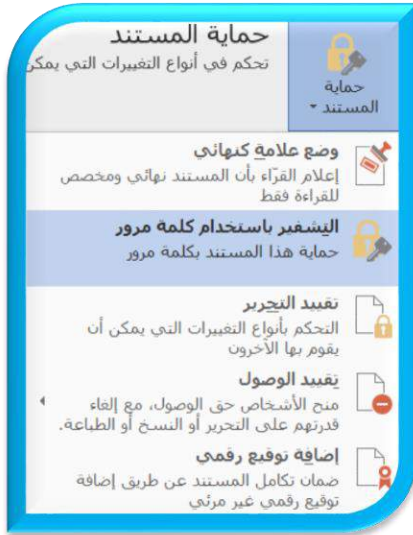 حماية المستند
تحكم في أنواع التغييرات التي يمكن
حماية
المستند
وضع علامة كنهائي
إعلام القرّاء بأن المستند نهائي ومخصص
للقراءة فقط
التشفير باستخدام كلمة مرور
حماية هذا المستند بكلمة مرور
تقييد التحرير
التحكم بأنواع التغييرات التي يمكن أن
يقوم بها الآخرون
تقييد الوصول
منح الأشخاص حق الوصول، مع إلغاء
قدرتهم على التحرير أو النسخ أو الطباعة.
إضافة توقيع رقمي
ضمان تكامل المستند عن طريق إضافة
توقيع رقمي غير مرئي